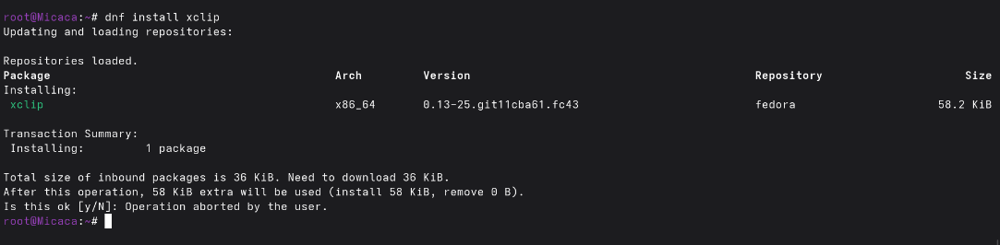 root@Micaca:~# dnf install xclip
Updating and loading repositories:
Repositories loaded.
Package Arch Version Repository Size
Installing:
xclip x86_64 0.13-25.git11cba61.fc43 fedora 58.2 KiB
Transaction Summary:
Installing: 1 package
Total size of inbound packages is 36 KiB. Need to download 36 KiB.
After this operation, 58 KiB extra will be used (install 58 KiB, remove 0 B).
Is this ok [y/N]: Operation aborted by the user.
root@Micaca:~#